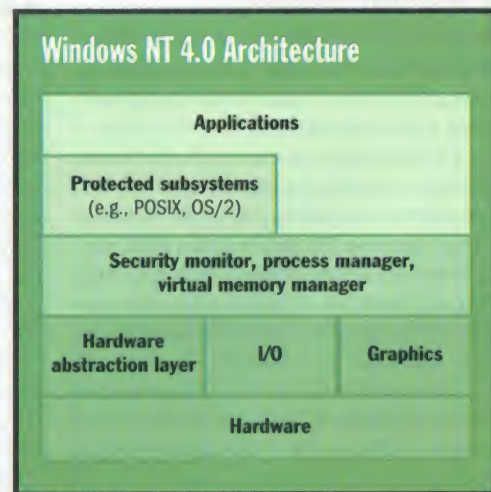 Windows NT 4.0 Architecture
Applications
Protected subsystems
(e.g., POSIX, OS/2)
Security monitor, process manager,
virtual memory manager
Hardware
abstraction layer
I/O
Graphics
Hardware